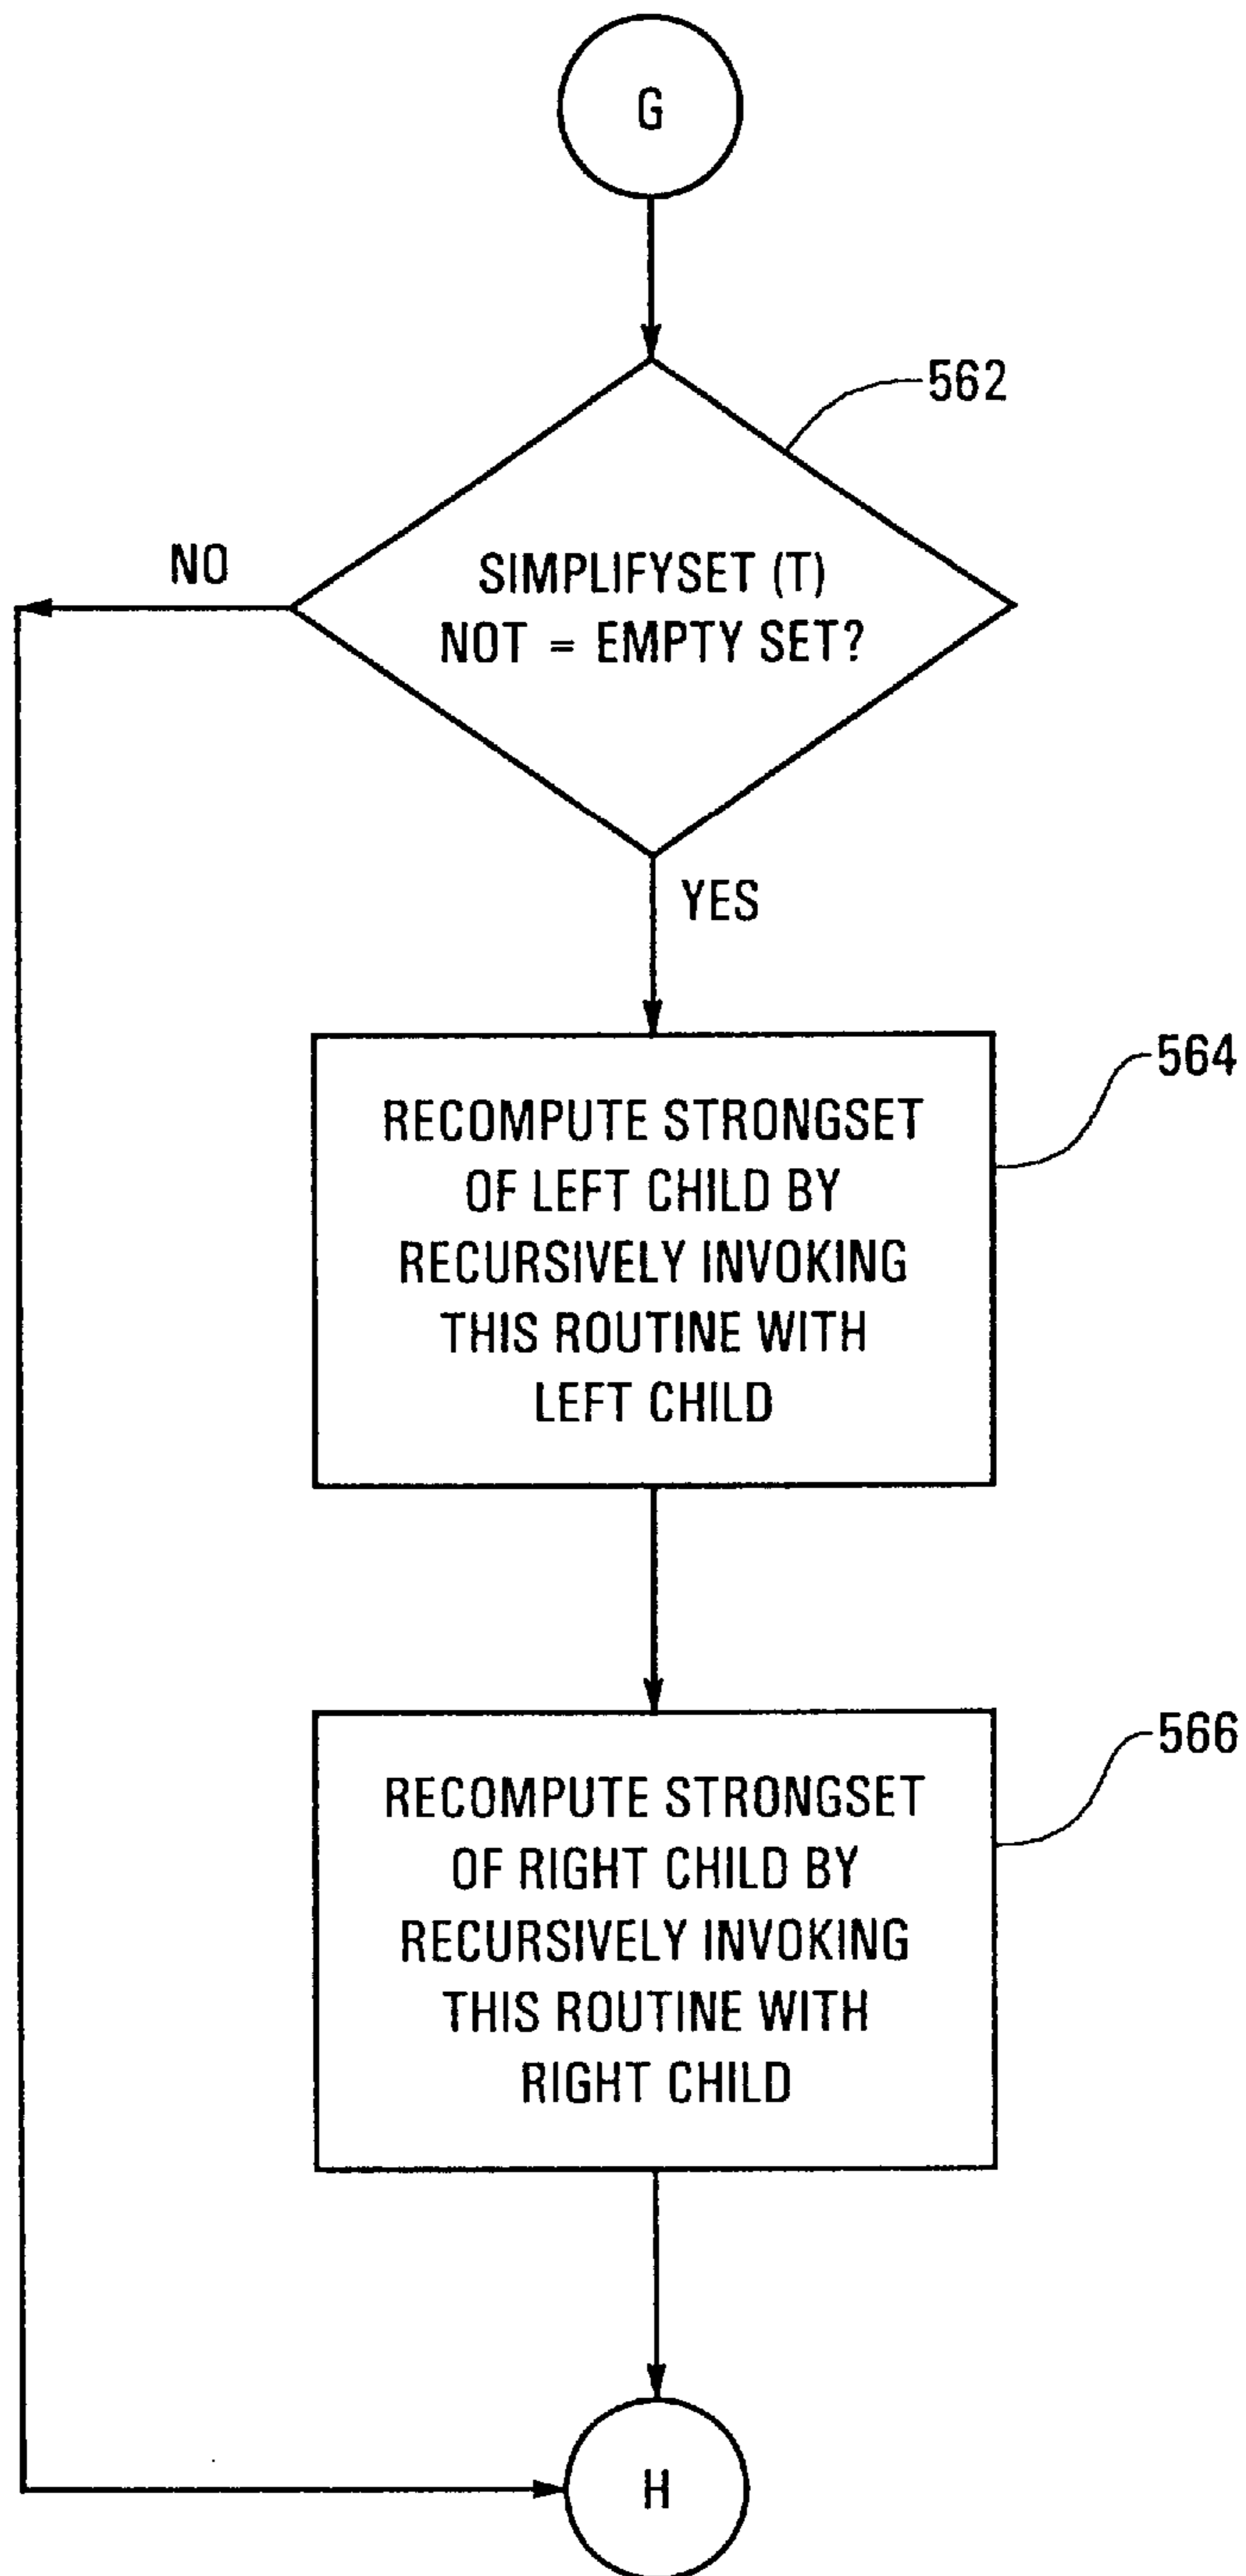 G
562
NO
SIMPLIFYSET (T)
NOT = EMPTY SET?
YES
564
RECOMPUTE STRONGSET
OF LEFT CHILD BY
RECURSIVELY INVOKING
THIS ROUTINE WITH
LEFT CHILD
566
RECOMPUTE STRONGSET
OF RIGHT CHILD BY
RECURSIVELY INVOKING
THIS ROUTINE WITH
RIGHT CHILD
H